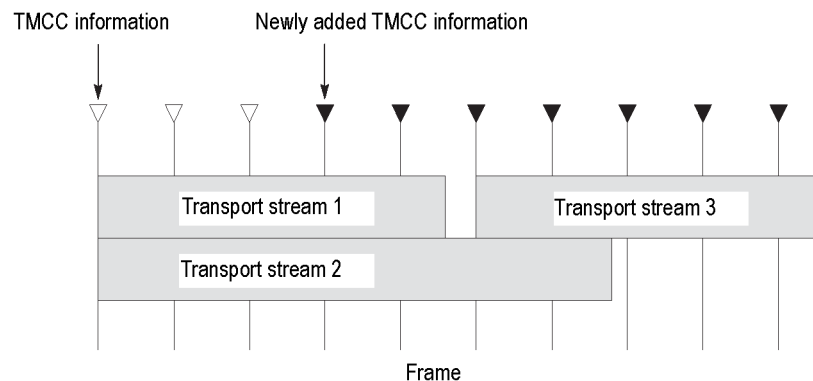 TMCC information
Newly added TMCC information
Transport stream 1
Transport stream 3
Transport stream 2
Frame